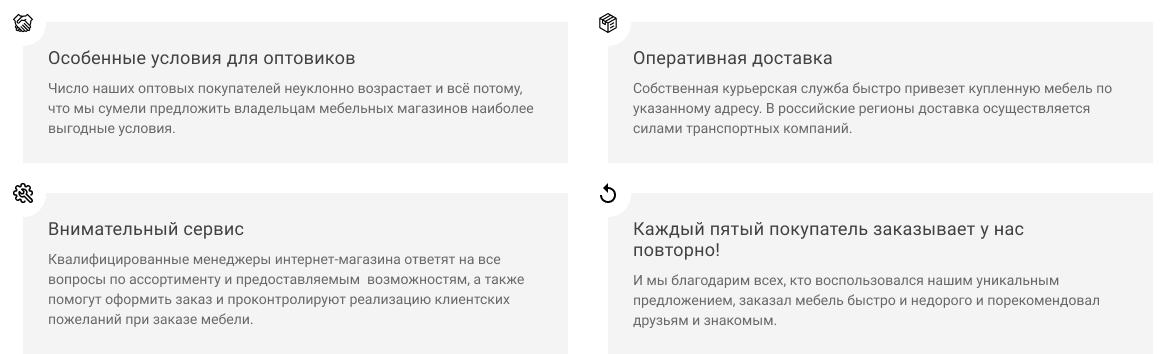 Особенные условия для оптовиков
Число наших оптовых покупателей неуклонно возрастает и всё потому,
что мы сумели предложить владельцам мебельных магазинов наиболее
выгодные условия.
Оперативная доставка
Собственная курьерская служба быстро привезет купленную мебель по
указанному адресу. В российские регионы доставка осуществляется
силами транспортных компаний.
Внимательный сервис
Квалифицированные менеджеры интернет-магазина ответят на все
вопросы по ассортименту и предоставляемым  возможностям, а также
помогут оформить заказ и проконтролируют реализацию клиентских
пожеланий при заказе мебели.
Каждый пятый покупатель заказывает у нас
повторно!
И мы благодарим всех, кто воспользовался нашим уникальным
предложением, заказал мебель быстро и недорого и порекомендовал
друзьям и знакомым.